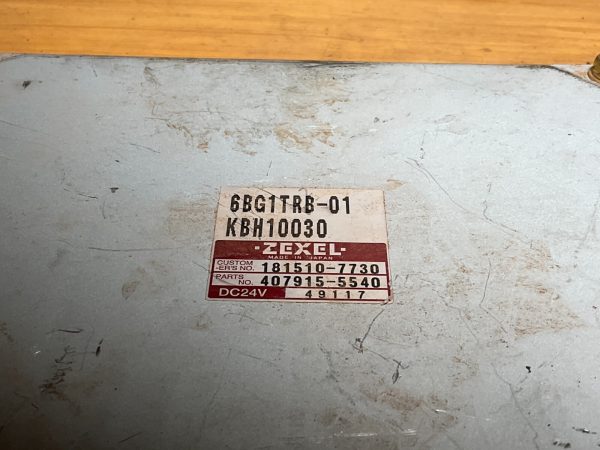 6BG1TRB-01
KBH10030
·ZEXEL·
MADE IN JAPAN
CUSTOM
-ER'S NO. 181510-7730
PARTS
NO. 407915-5540
DC24V 49117